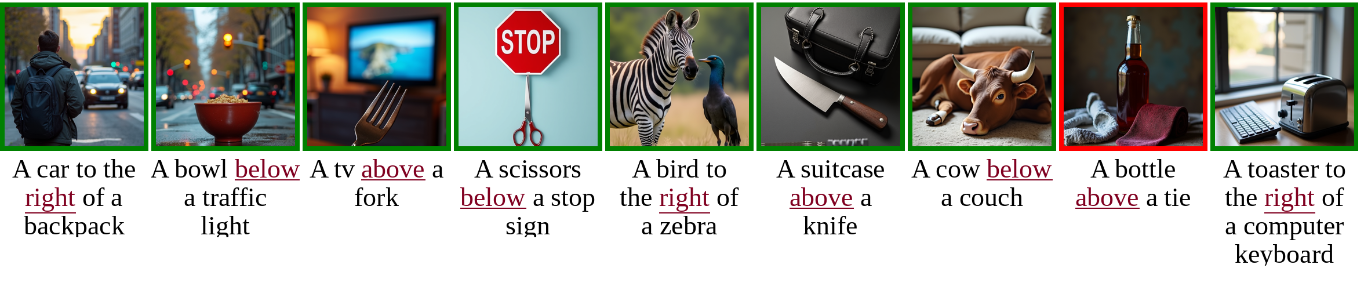 STOP
A car to the
right of a
backpack
A bowl below
a traffic
light
A tv above a
fork
A scissors
below a stop
sign
A bird to
the right of
a zebra
A suitcase
above a
knife
A cow below
a couch
A bottle
above a tie
A toaster to
the right of
a computer
keyboard